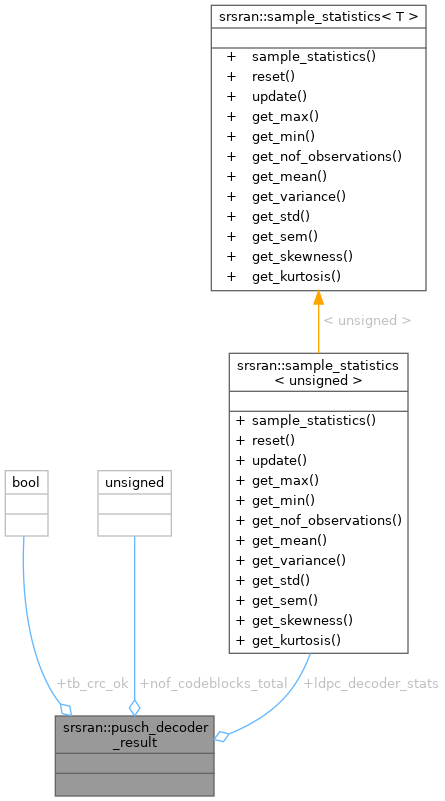 srsran::sample_statistics< T >
+ sample_statistics()
+ reset()
+ update()
+ get_max()
+ get_min()
+ get_nof_observations()
+ get_mean()
+ get_variance()
+ get_std()
+ get_sem()
+ get_skewness()
+ get_kurtosis()
< unsigned >
srsran::sample_statistics
< unsigned >
+ sample_statistics()
+ reset()
+ update()
+ get_max()
+ get_min()
+ get_nof_observations()
+ get_mean()
+ get_variance()
+ get_std()
+ get_sem()
+ get_skewness()
+ get_kurtosis()
bool
unsigned
+tb_crc_ok
+nof_codeblocks_total
+ldpc_decoder_stats
srsran::pusch_decoder
_result